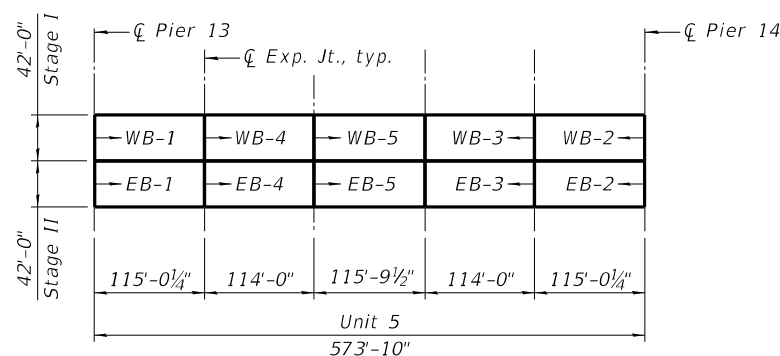 ℄ Pier 13
℄ Pier 14
℄ Exp. Jt., typ.
42'-0"
Stage I
WB-1 WB-4 WB-5 WB-3 WB-2
EB-1 EB-4 EB-5 EB-3 EB-2
42'-0"
Stage II
115'-0¼" 114'-0" 115'-9½" 114'-0" 115'-0¼"
Unit 5
573'-10"